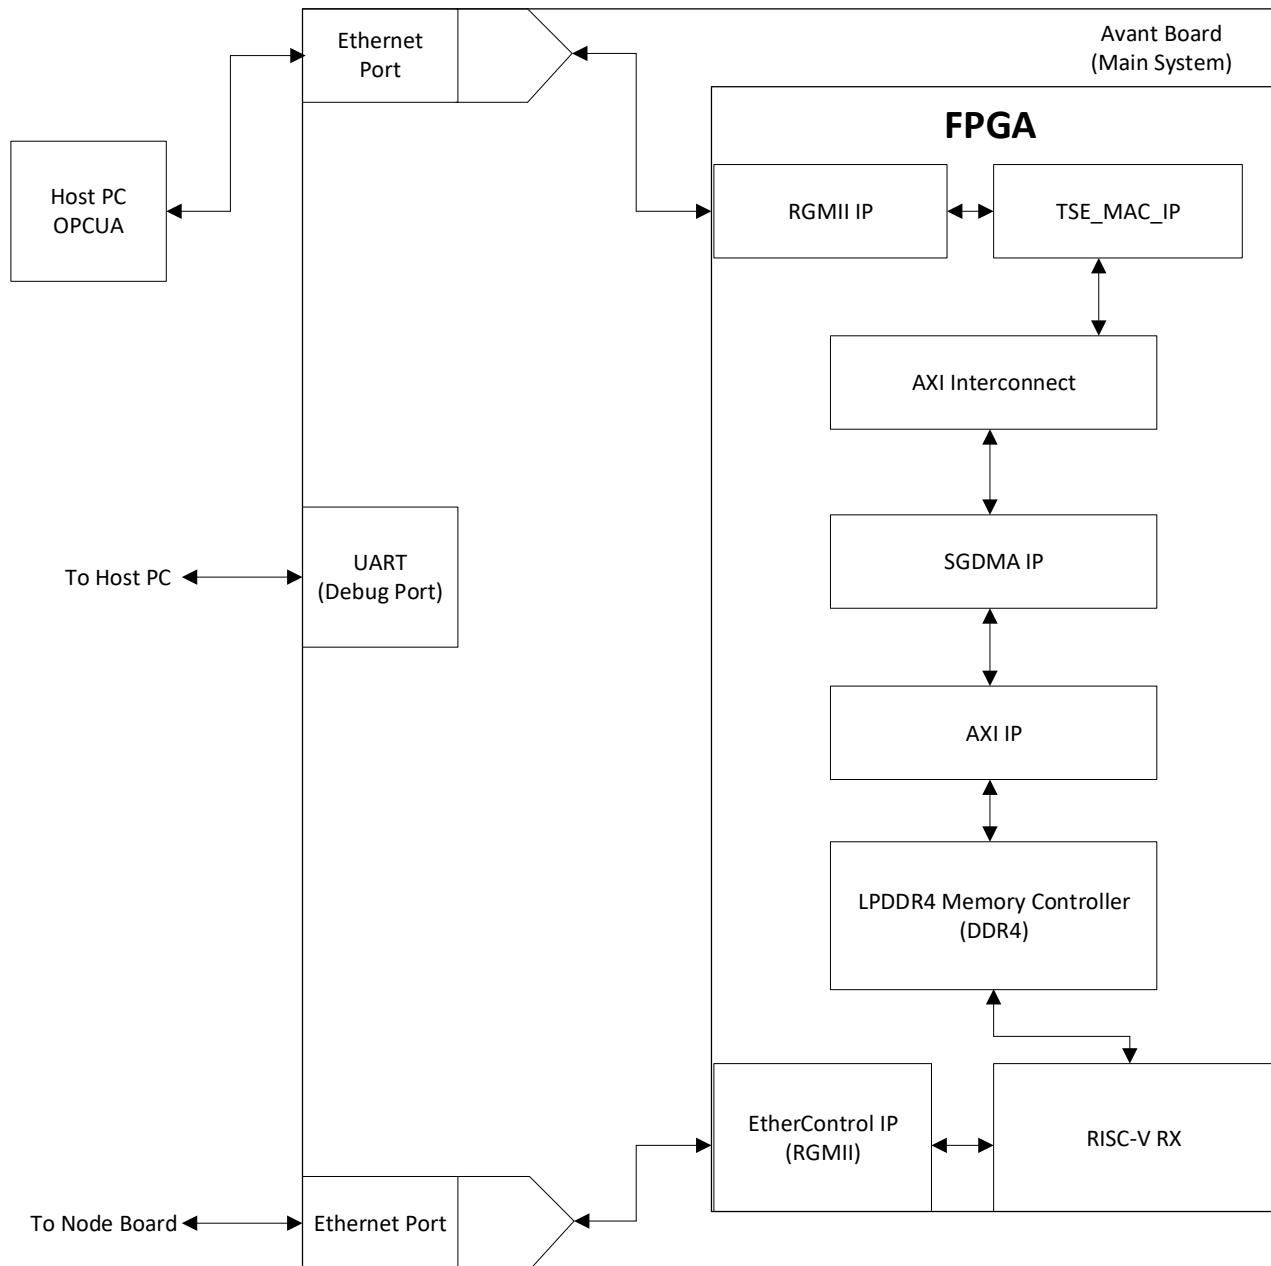 Ethernet
Port
Avant Board
(Main System)
FPGA
Host PC
OPCUA
RGMII IP
TSE_MAC_IP
AXI Interconnect
SGDMA IP
To Host PC
UART
(Debug Port)
AXI IP
LPDDR4 Memory Controller
(DDR4)
EtherControl IP
(RGMII)
RISC-V RX
To Node Board
Ethernet Port